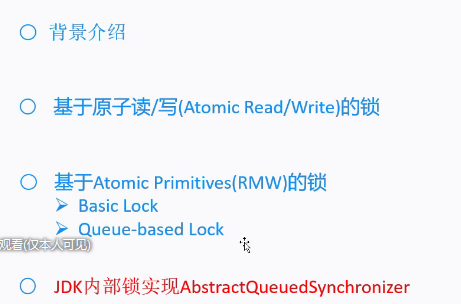 背景介绍
基于原子读/写(Atomic Read/Write)的锁
基于Atomic Primitives(RMW)的锁
Basic Lock
Queue-based Lock
观看(仅本人可见)
JDK内部锁实现AbstractQueuedSynchronizer